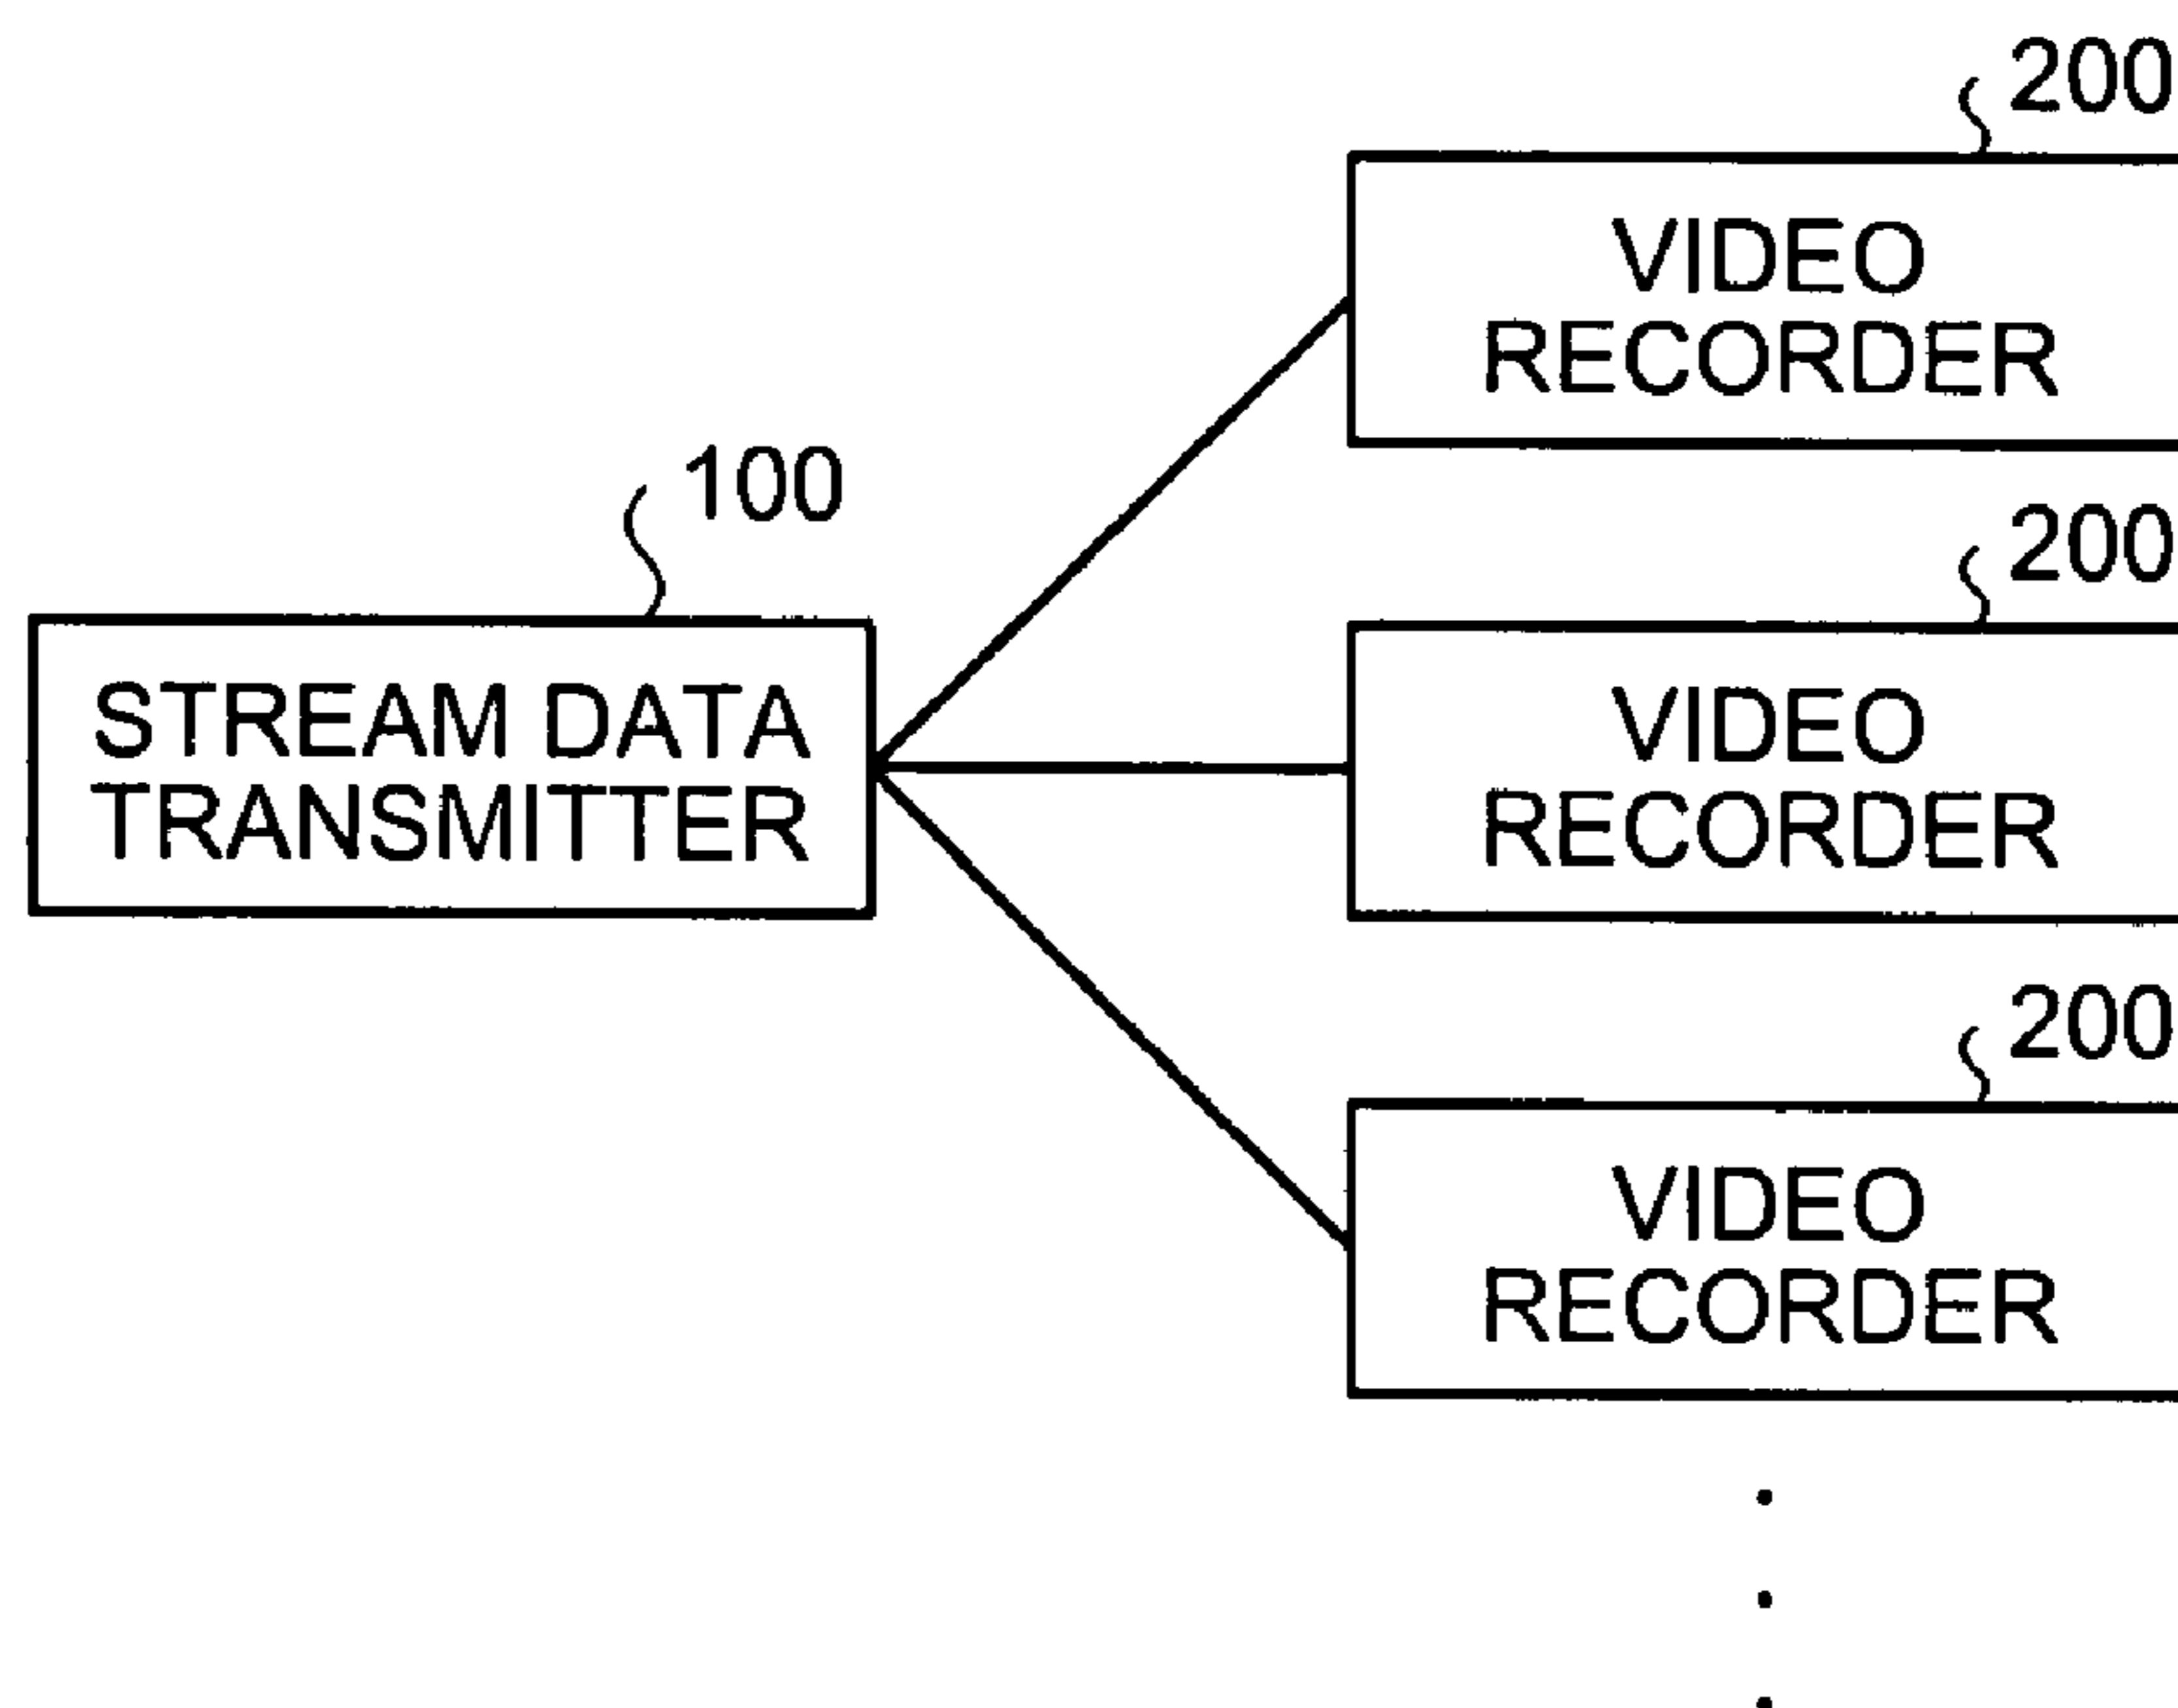 200
VIDEO
RECORDER
100
200
STREAM DATA
TRANSMITTER
VIDEO
RECORDER
200
VIDEO
RECORDER